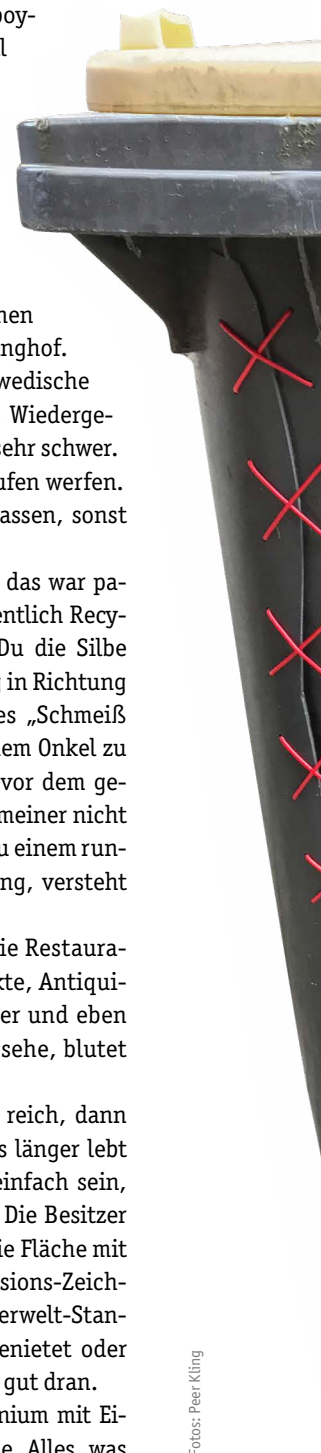 boy-
nen
nghof.
wedische
Wiederge-
sehr schwer.
ufen werfen.
assen, sonst
das war pa-
entlich Recy-
Du die Silbe
in Richtung
es „Schmeiß
em Onkel zu
vor dem ge-
meiner nicht
u einem run-
ng, versteht
ie Restaura-
kte, Antiqui-
er und eben
sehe, blutet
reich, dann
s länger lebt
einfach sein,
Die Besitzer
ie Fläche mit
sions-Zeich-
erwelt-Stan-
enietet oder
gut dran.
nium mit Ei-
e Alles was
Fotos: Peer Kling